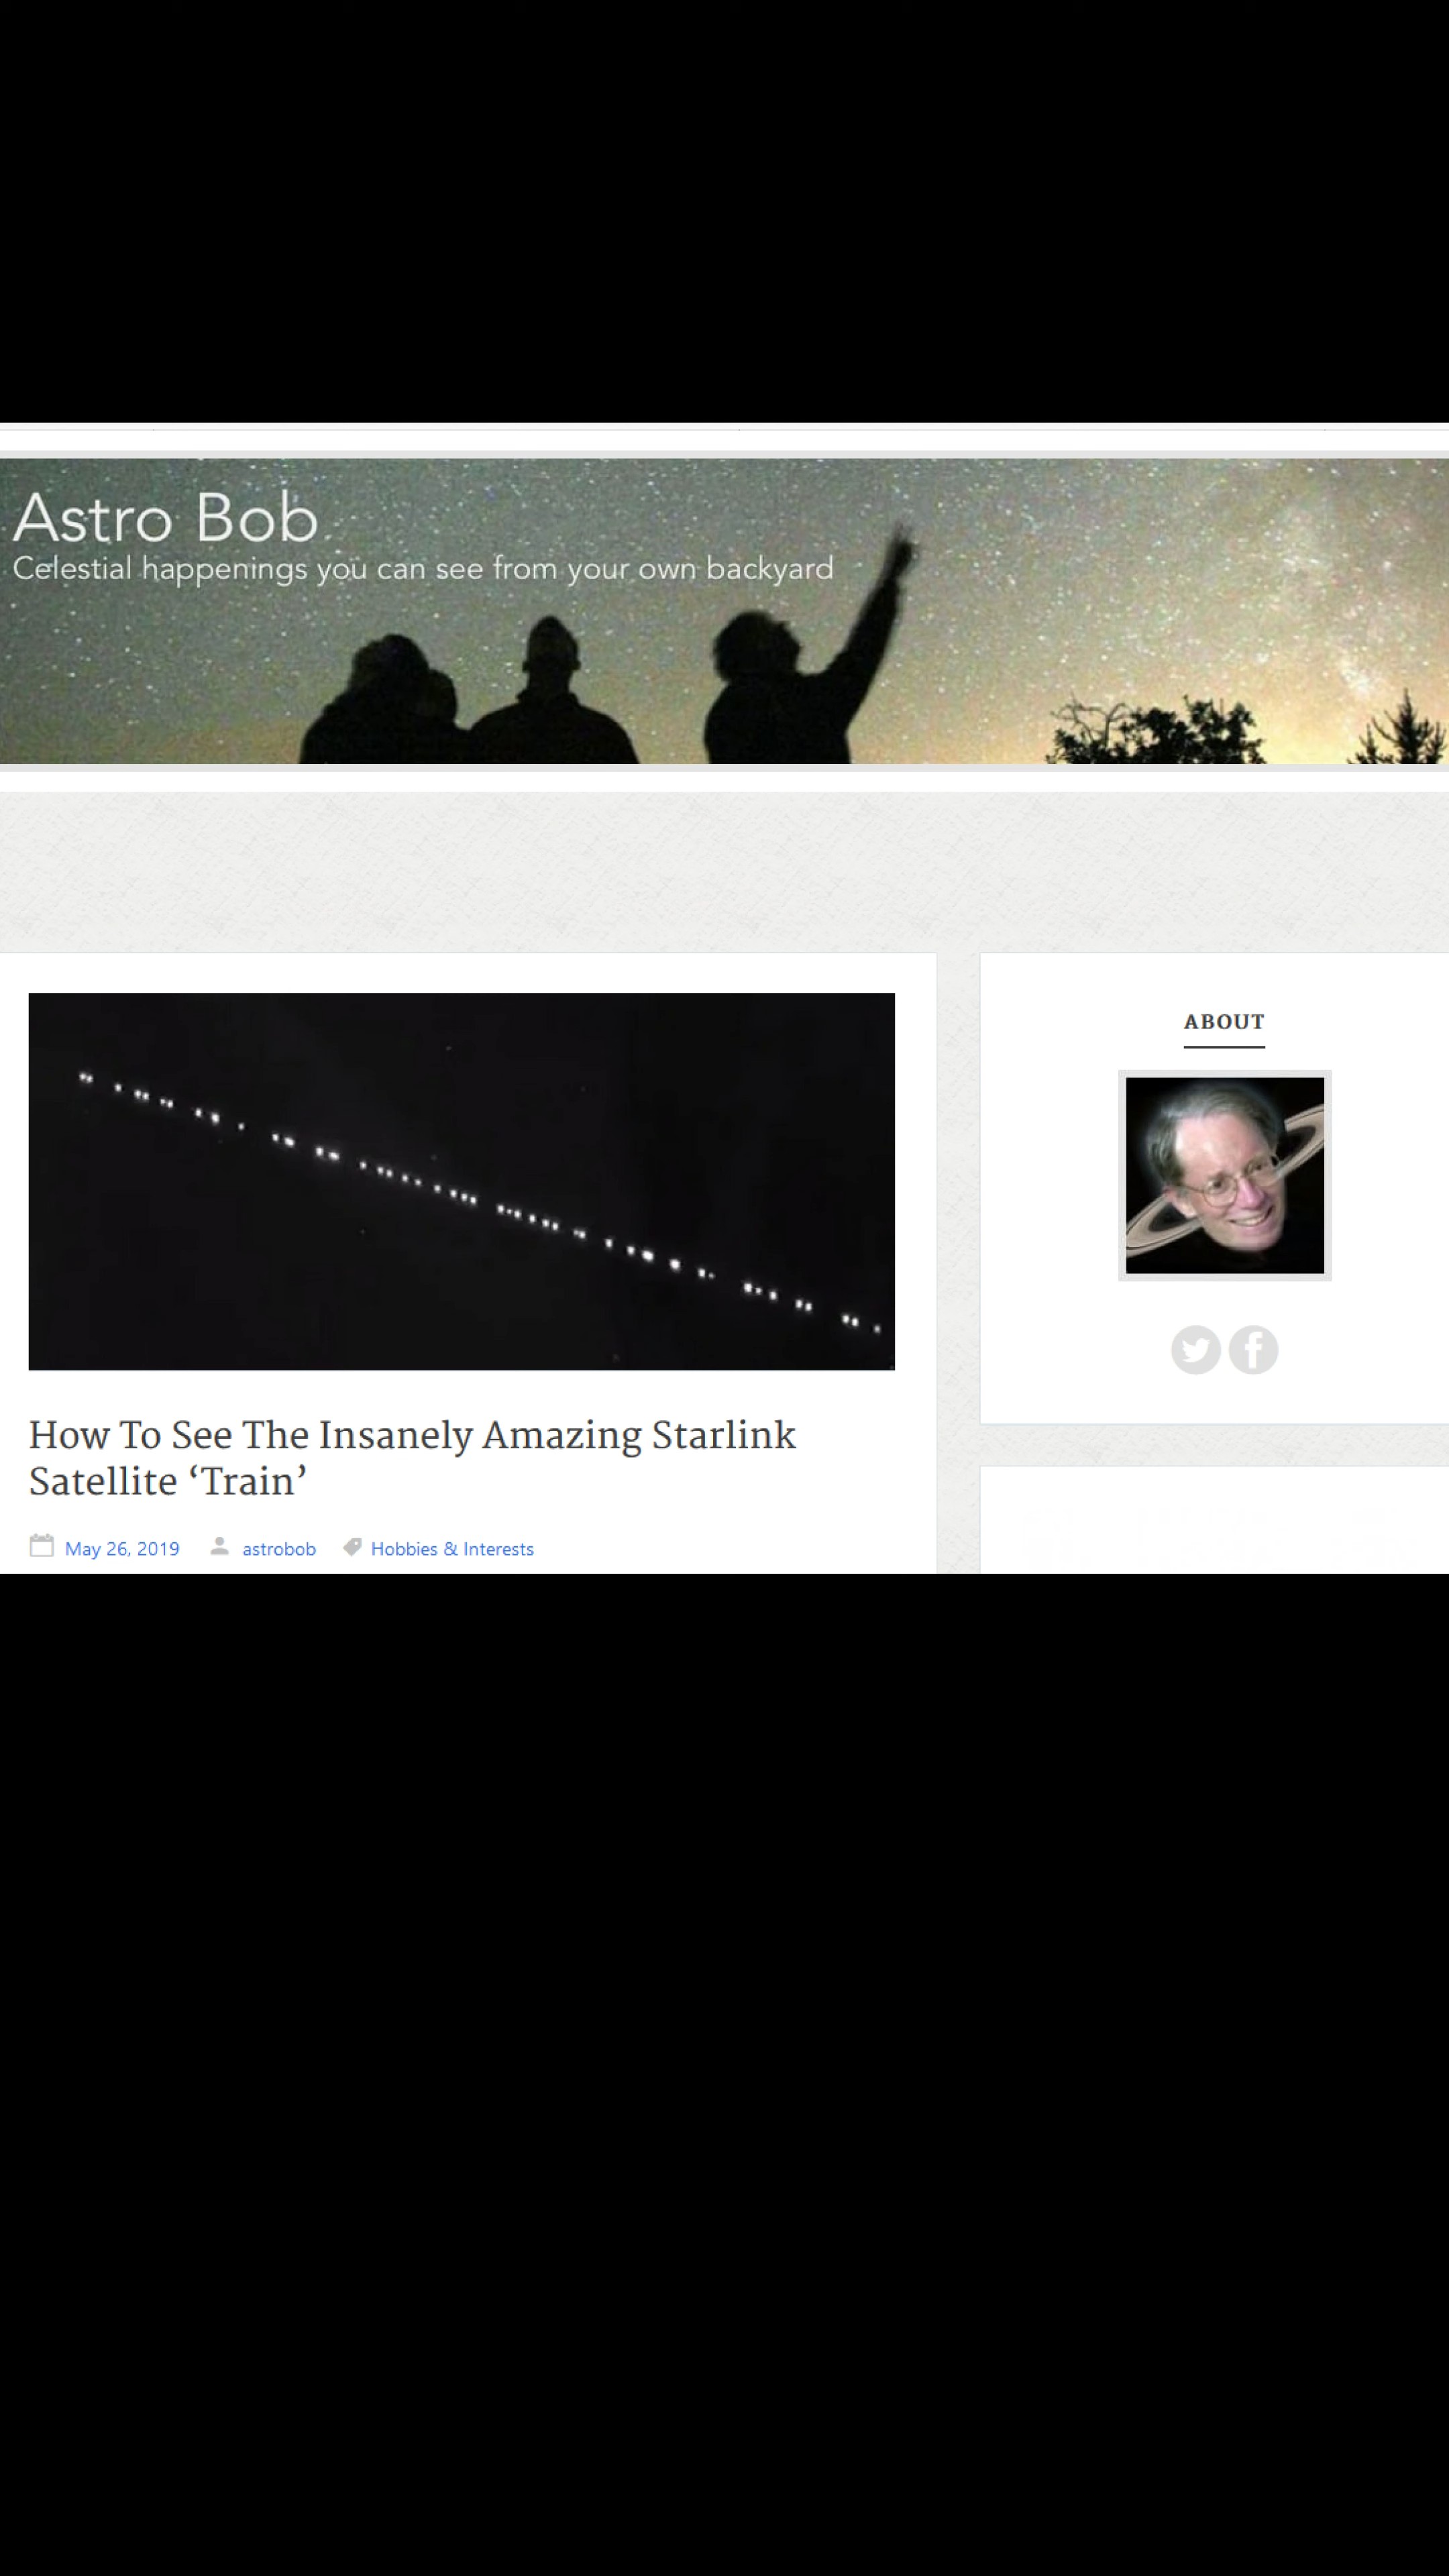 Astro Bob
Celestial happenings you can see from your own backyard
ABOUT
How To See The Insanely Amazing Starlink
Satellite ‘Train’
May 26, 2019 astrobob Hobbies & Interests